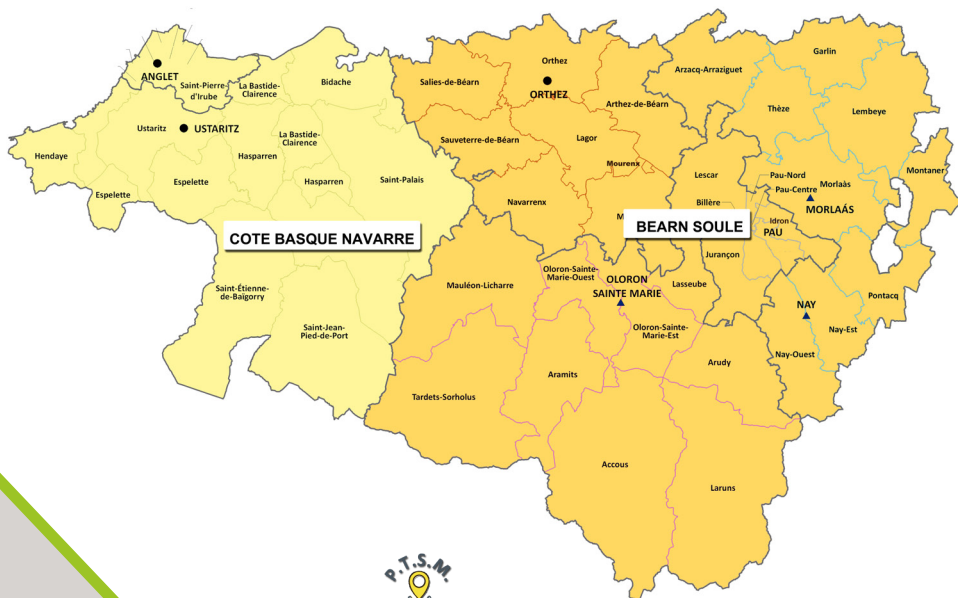 Garlin
Orthez
Arzacq-Arraziguet
ANGLET
Saint-Pierre-
d'Irube
La Bastide-
Clairence
Bidache
Salies-de-Béarn
ORTHEZ
Arthez-de-Béarn
Thèze
Lembeye
Ustaritz
USTARITZ
La Bastide-
Clairence
Sauveterre-de-Béarn
Lagor
Hendaye
Hasparren
Mourenx
Montaner
Espelette
Espelette
Hasparren
Saint-Palais
Lescar
Pau-Nord
Pau-Centre
Morlaàs
Navarrenx
Billère
MORLAÁS
M
Idron
COTE BASQUE NAVARRE
BEARN SOULE
PAU
Jurançon
Oloron-Sainte-
Marie-Ouest
OLORON
SAINTE MARIE
Lasseube
Mauléon-Licharre
Saint-Étienne-
de-Baïgorry
Pontacq
NAY
Saint-Jean-
Pied-de-Port
Oloron-Sainte-
Marie-Est
Nay-Est
Nay-Ouest
Arudy
Aramits
Tardets-Sorholus
Accous
Laruns
P.T.S.M.